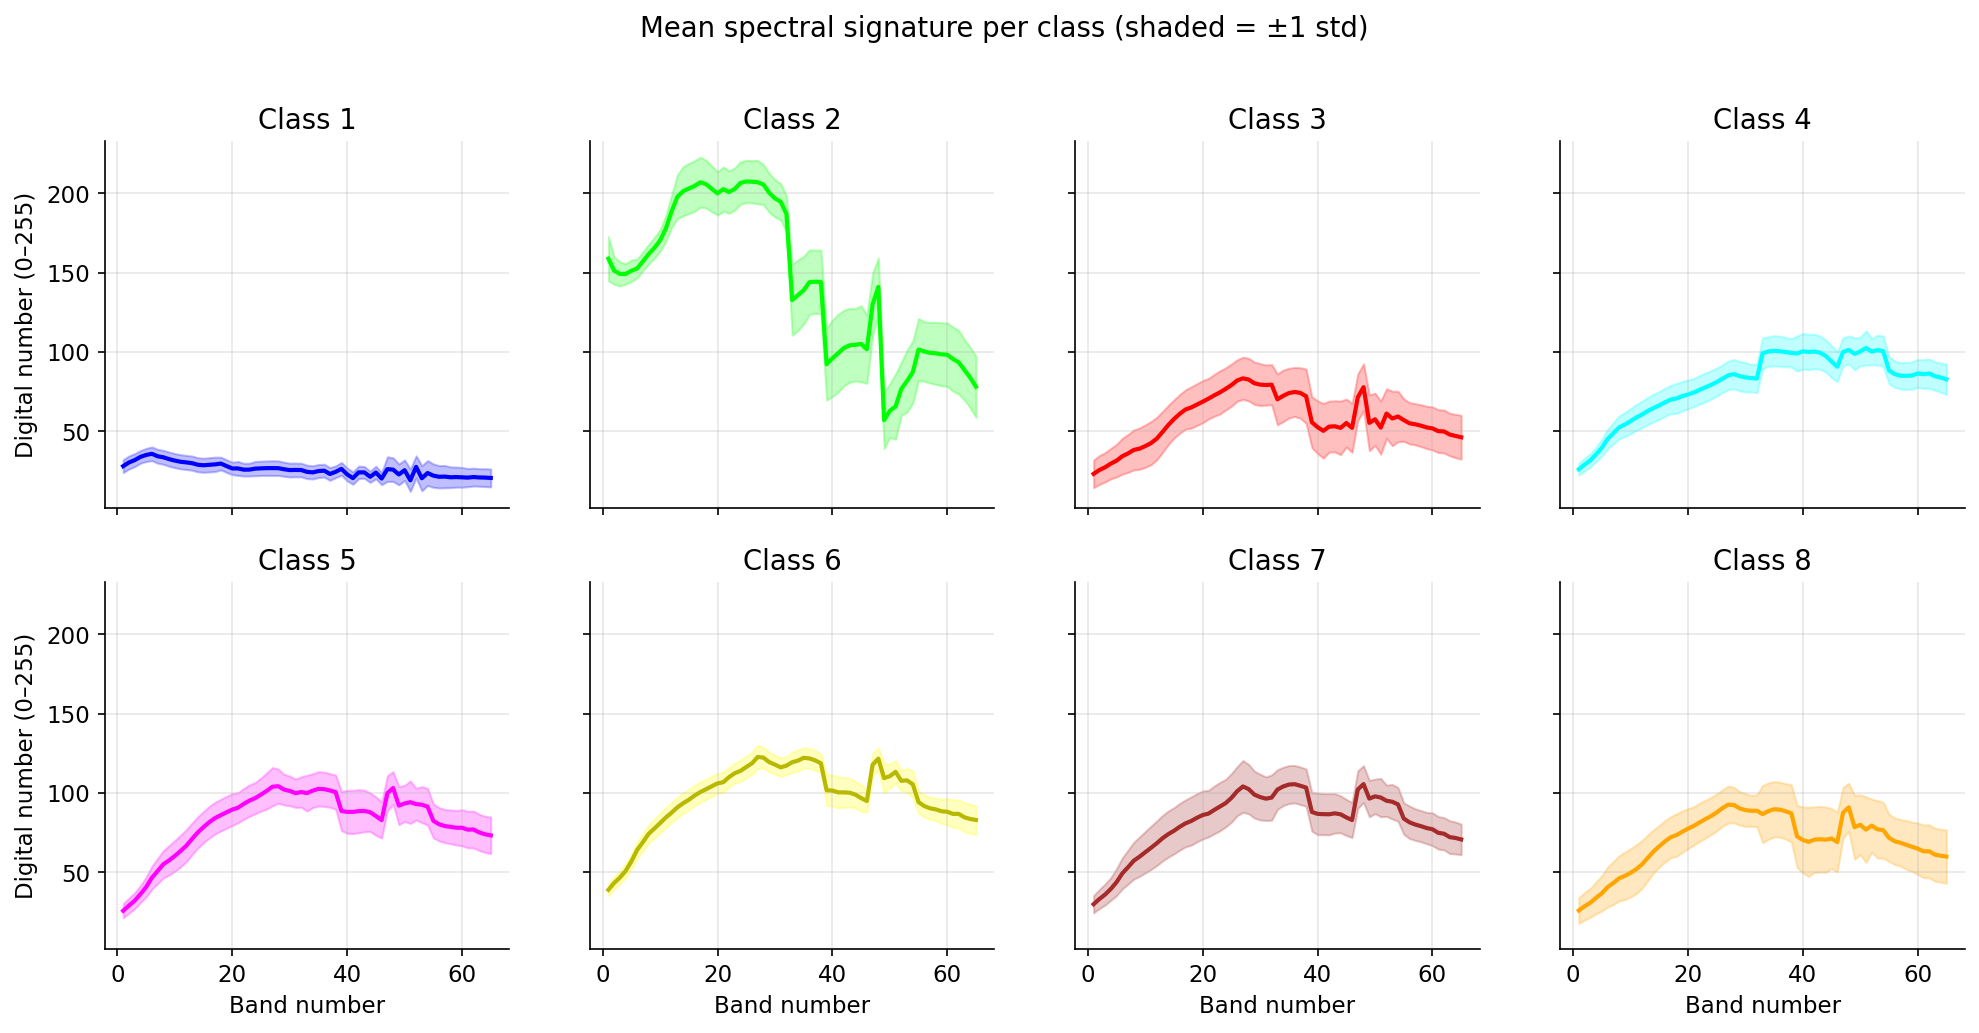 Mean spectral signature per class (shaded = ±1 std)
Class 1
Class 2
Class 3
Class 4
Digital number (0–255)
200
150
100
50
Class 5
Class 6
Class 7
Class 8
Digital number (0–255)
200
150
100
50
0 20 40 60
0 20 40 60
0 20 40 60
0 20 40 60
Band number
Band number
Band number
Band number